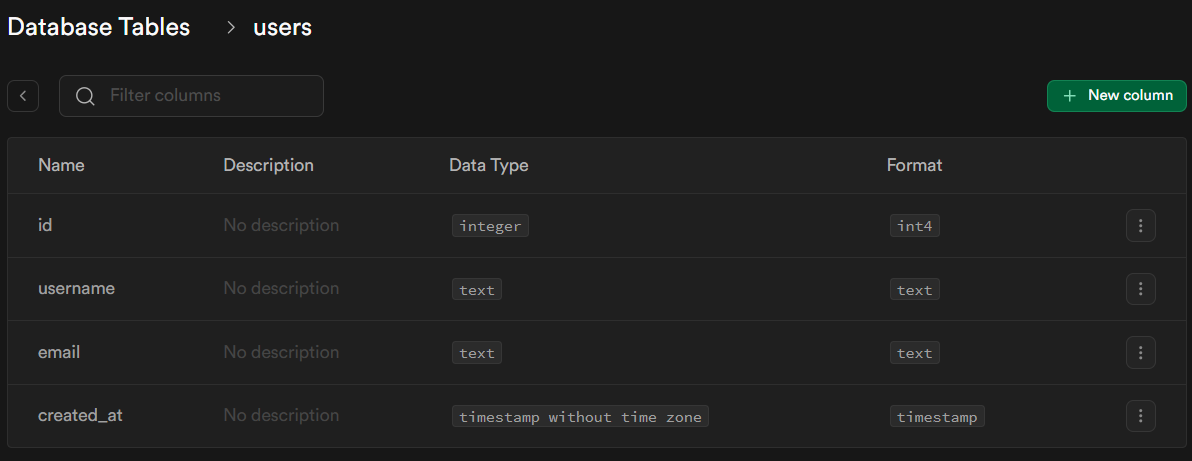 Database Tables > users
Filter columns
+ New column
Name Description Data Type Format
id No description integer int4
username No description text text
email No description text text
created_at No description timestamp without time zone timestamp